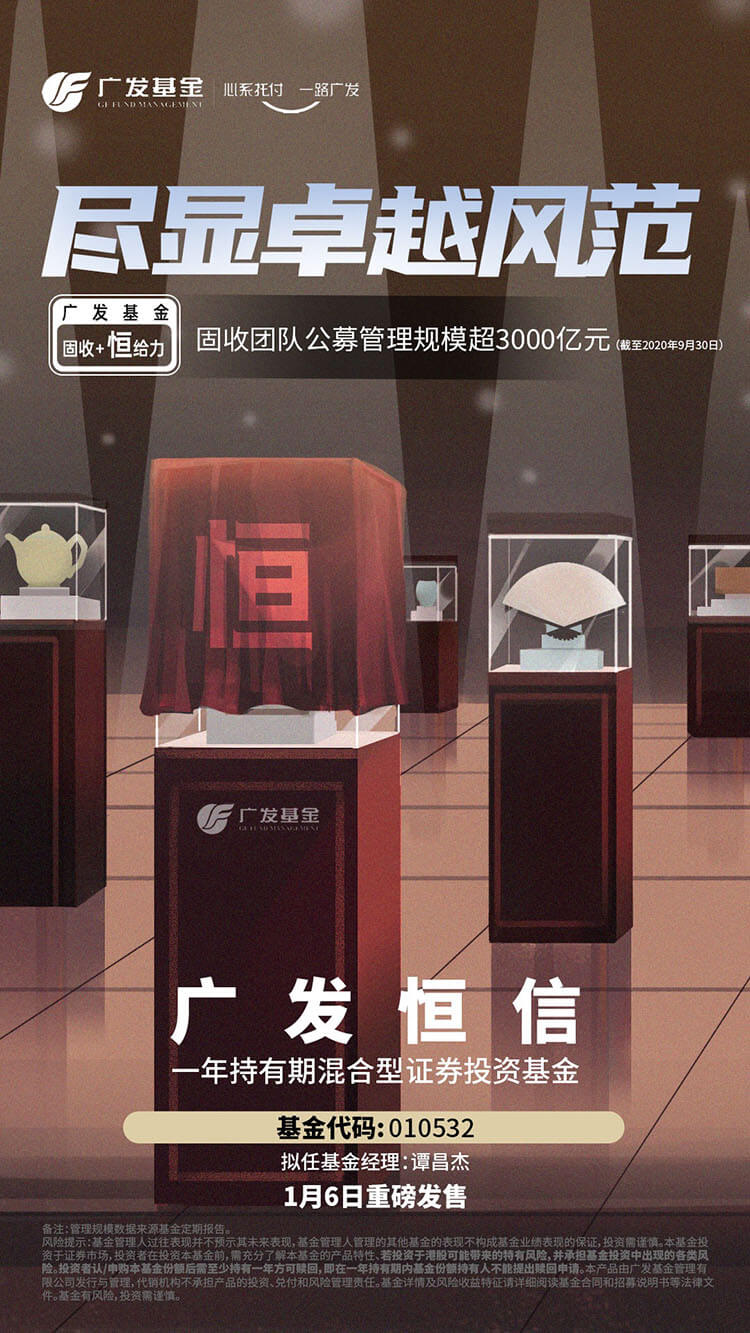 广发基金
GF FUND MANAGEMENT
心系托付 一路广发
尽显卓越风范
广发基金
固收+恒给力
固收团队公募管理规模超3000亿元(截至2020年9月30日)
恒
广发基金
GF FUND MANAGEMENT
广发恒信
一年持有期混合型证券投资基金
基金代码:010532
拟任基金经理:谭昌杰
1月6日重磅发售
备注:管理规模数据来源基金定期报告。
风险提示:基金管理人过往表现并不预示其未来表现,基金管理人管理的其他基金的表现不构成基金业绩表现的保证,投资需谨慎。本基金投
资于证券市场,投资者在投资本基金前,需充分了解本基金的产品特性、若投资于港股可能带来的特有风险,并承担基金投资中出现的各类风
险。投资者认/申购本基金份额后需至少持有一年方可赎回,即在一年持有期内基金份额持有人不能提出赎回申请。本产品由广发基金管理有
限公司发行与管理,代销机构不承担产品的投资、兑付和风险管理责任。基金详情及风险收益特征请详细阅读基金合同和招募说明书等法律文
件。基金有风险,投资需谨慎。